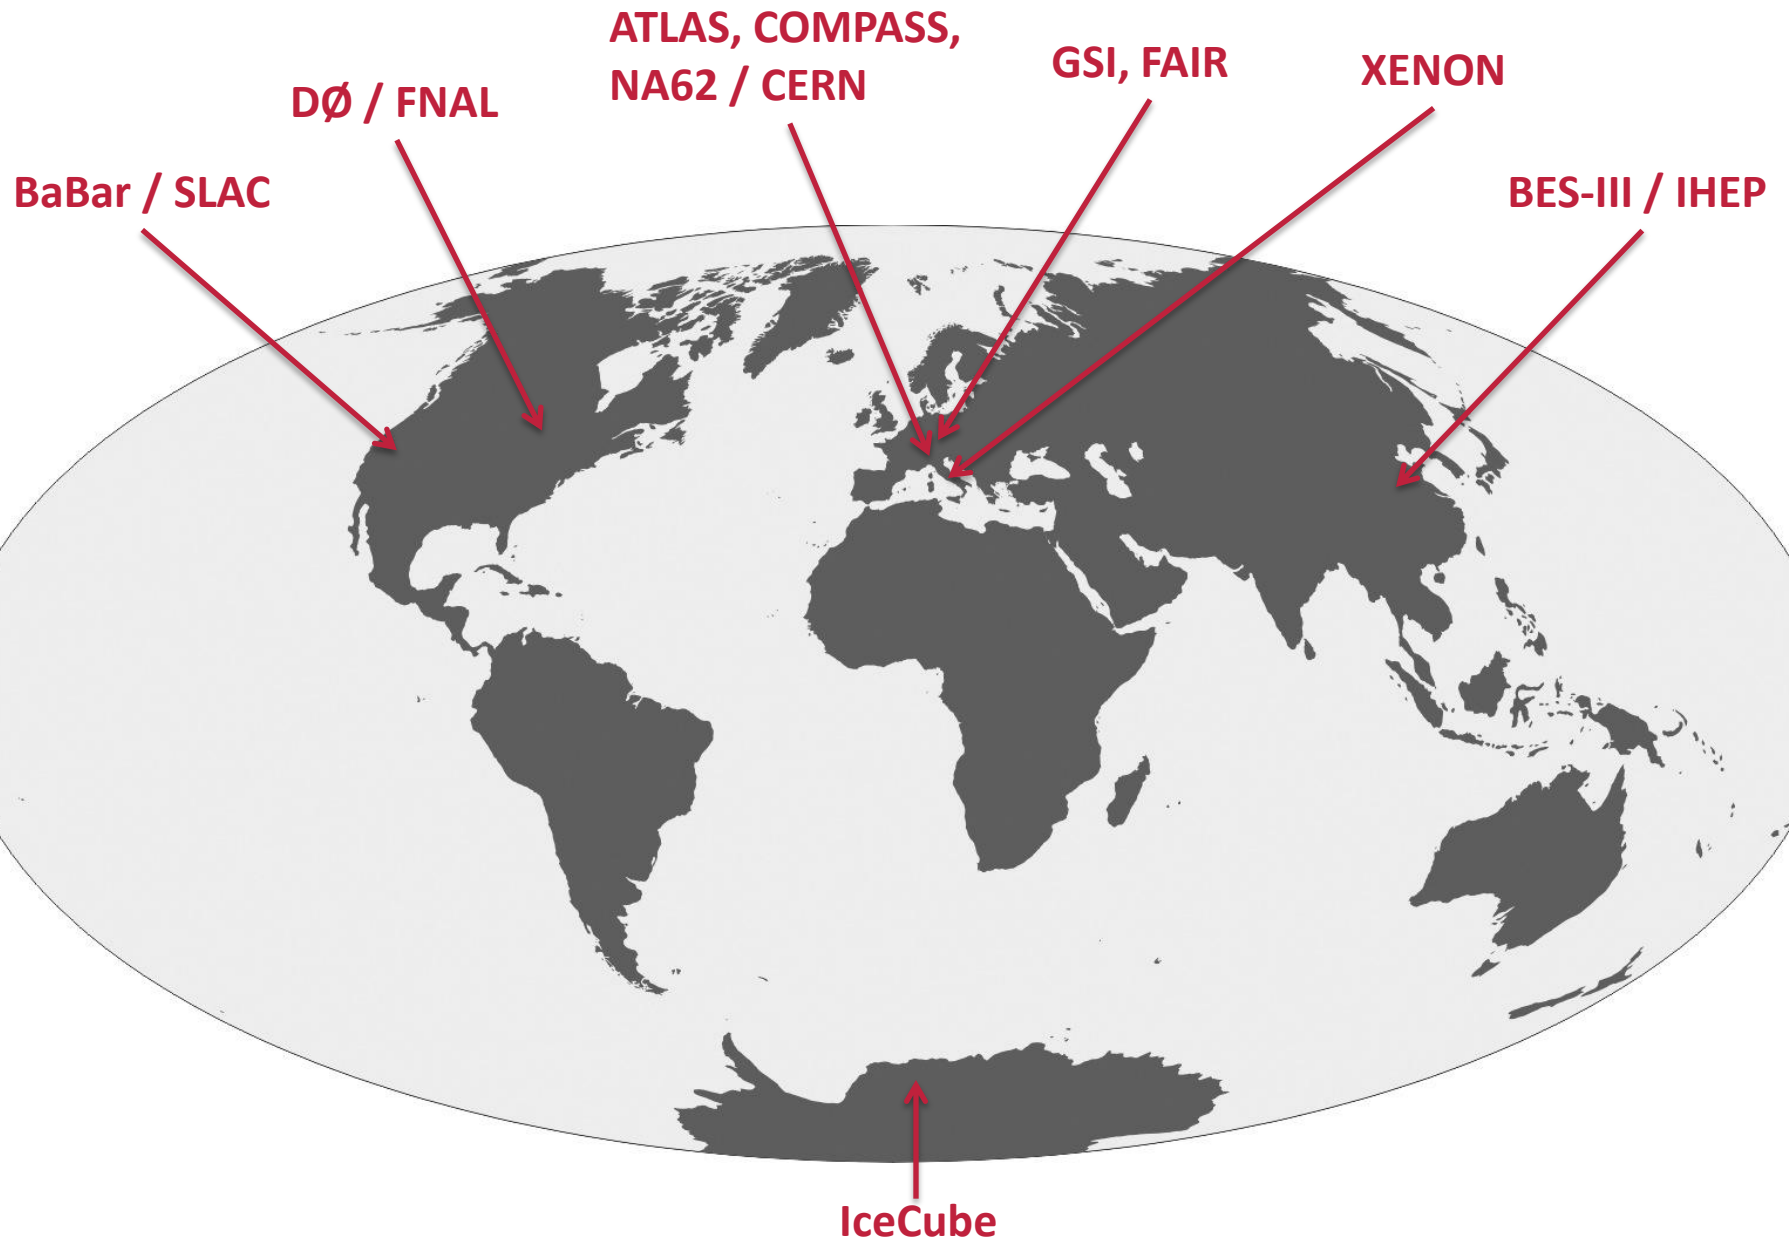 ATLAS, COMPASS,
NA62 / CERN
GSI, FAIR
XENON
DØ / FNAL
BaBar / SLAC
BES-III / IHEP
IceCube